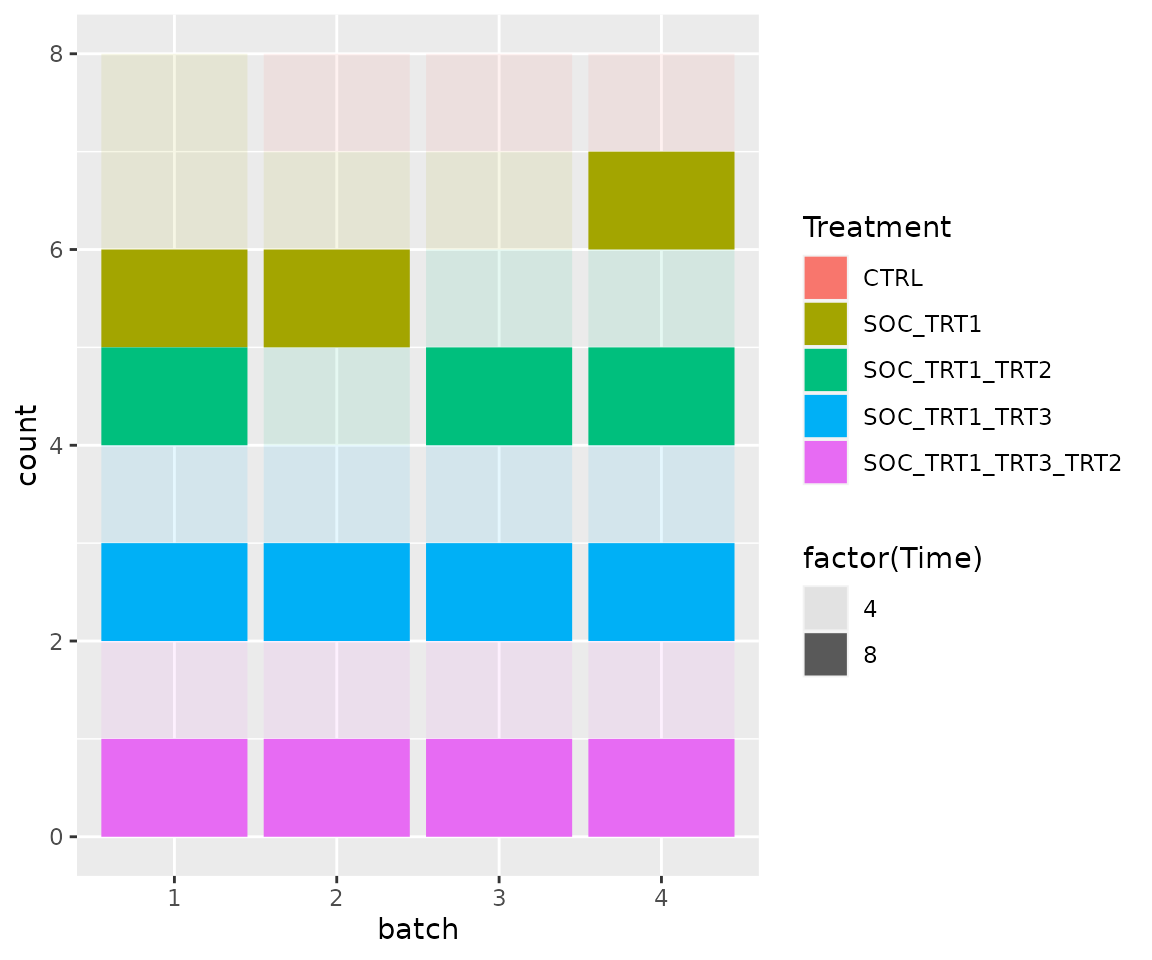 8
6
4
2
0
count
1 2 3 4
batch
Treatment
CTRL
SOC_TRT1
SOC_TRT1_TRT2
SOC_TRT1_TRT3
SOC_TRT1_TRT3_TRT2
factor(Time)
4
8